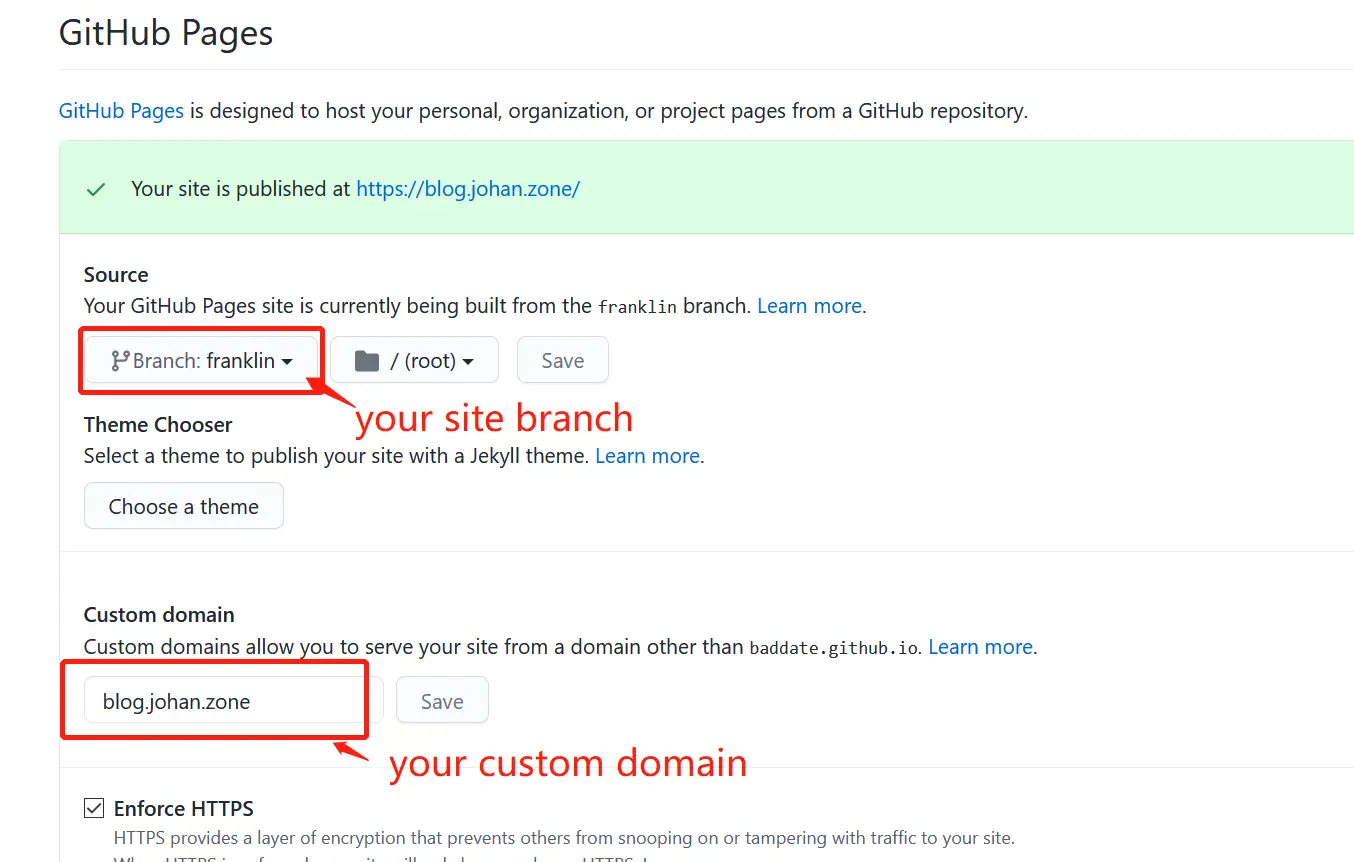 GitHub Pages
GitHub Pages is designed to host your personal, organization, or project pages from a GitHub repository.
Your site is published at https://blog.johan.zone/
Source
Your GitHub Pages site is currently being built from the franklin branch. Learn more.
Branch: franklin / (root) Save
your site branch
Theme Chooser
Select a theme to publish your site with a Jekyll theme. Learn more.
Choose a theme
Custom domain
Custom domains allow you to serve your site from a domain other than baddate.github.io. Learn more.
blog.johan.zone Save
your custom domain
Enforce HTTPS
HTTPS provides a layer of encryption that prevents others from snooping on or tampering with traffic to your site.